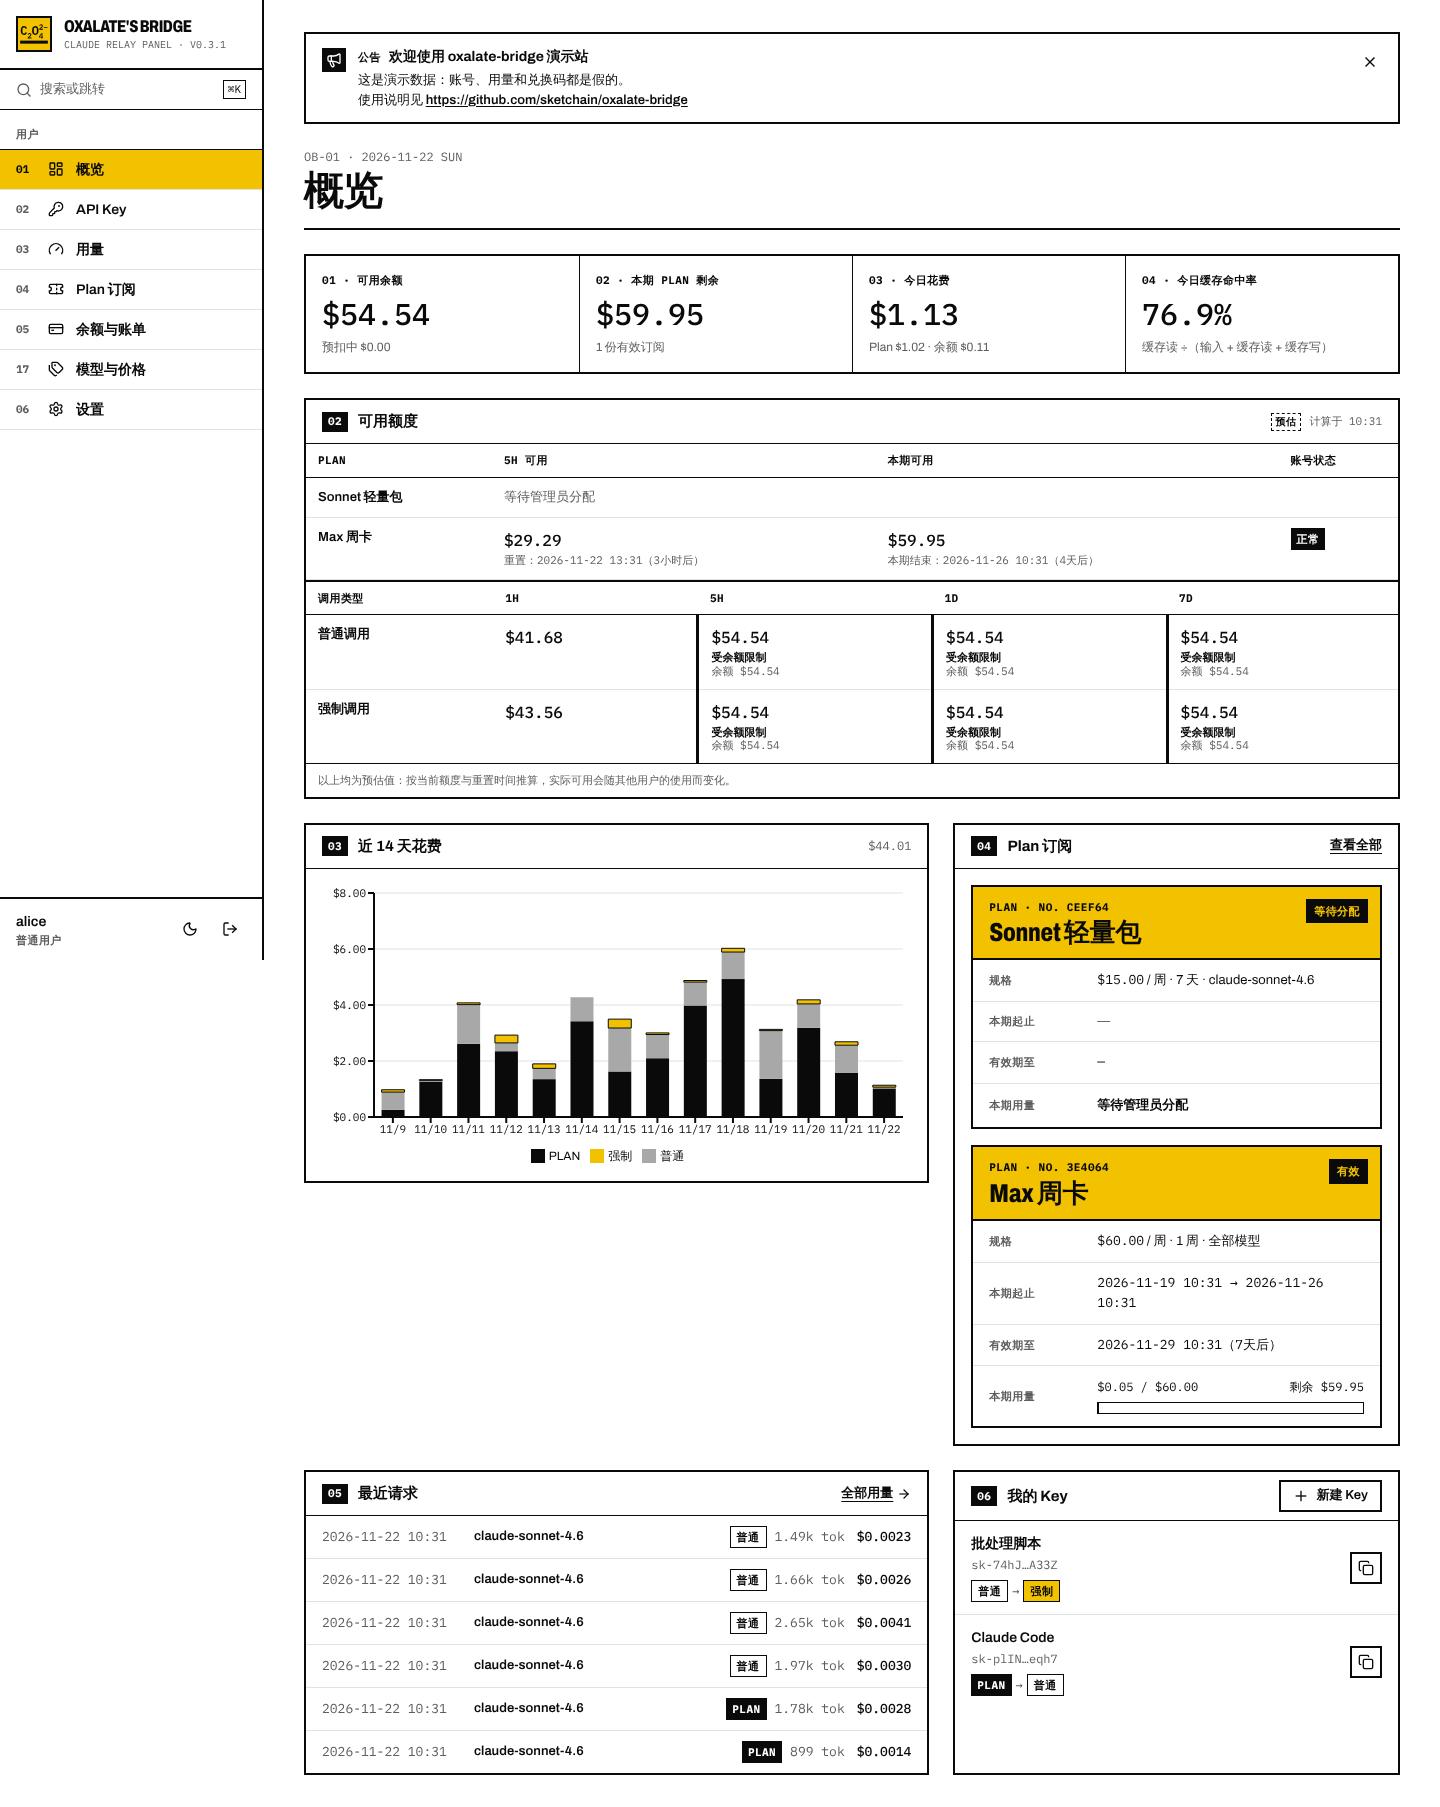 C₂O₄²⁻
OXALATE'S BRIDGE
CLAUDE RELAY PANEL · V0.3.1
搜索或跳转 ⌘K
用户
01 概览
02 API Key
03 用量
04 Plan 订阅
05 余额与账单
17 模型与价格
06 设置
alice
普通用户
公告 欢迎使用 oxalate-bridge 演示站
这是演示数据：账号、用量和兑换码都是假的。
使用说明见 https://github.com/sketchain/oxalate-bridge
OB-01 · 2026-11-22 SUN
概览
01 · 可用余额
$54.54
预扣中 $0.00
02 · 本期 PLAN 剩余
$59.95
1 份有效订阅
03 · 今日花费
$1.13
Plan $1.02 · 余额 $0.11
04 · 今日缓存命中率
76.9%
缓存读 ÷（输入 + 缓存读 + 缓存写）
02 可用额度 预估 计算于 10:31
PLAN 5H 可用 本期可用 账号状态
Sonnet 轻量包 等待管理员分配
Max 周卡 $29.29 $59.95 正常
重置：2026-11-22 13:31（3小时后） 本期结束：2026-11-26 10:31（4天后）
调用类型 1H 5H 1D 7D
普通调用 $41.68 $54.54 $54.54 $54.54
受余额限制 受余额限制 受余额限制
余额 $54.54 余额 $54.54 余额 $54.54
强制调用 $43.56 $54.54 $54.54 $54.54
受余额限制 受余额限制 受余额限制
余额 $54.54 余额 $54.54 余额 $54.54
以上均为预估值：按当前额度与重置时间推算，实际可用会随其他用户的使用而变化。
03 近 14 天花费 $44.01
$8.00
$6.00
$4.00
$2.00
$0.00
11/9 11/10 11/11 11/12 11/13 11/14 11/15 11/16 11/17 11/18 11/19 11/20 11/21 11/22
PLAN 强制 普通
04 Plan 订阅 查看全部
PLAN · NO. CEEF64 等待分配
Sonnet 轻量包
规格 $15.00 / 周 · 7 天 · claude-sonnet-4.6
本期起止 —
有效期至 —
本期用量 等待管理员分配
PLAN · NO. 3E4064 有效
Max 周卡
规格 $60.00 / 周 · 1 周 · 全部模型
本期起止 2026-11-19 10:31 → 2026-11-26
10:31
有效期至 2026-11-29 10:31（7天后）
本期用量 $0.05 / $60.00 剩余 $59.95
05 最近请求 全部用量 →
2026-11-22 10:31 claude-sonnet-4.6 普通 1.49k tok $0.0023
2026-11-22 10:31 claude-sonnet-4.6 普通 1.66k tok $0.0026
2026-11-22 10:31 claude-sonnet-4.6 普通 2.65k tok $0.0041
2026-11-22 10:31 claude-sonnet-4.6 普通 1.97k tok $0.0030
2026-11-22 10:31 claude-sonnet-4.6 PLAN 1.78k tok $0.0028
2026-11-22 10:31 claude-sonnet-4.6 PLAN 899 tok $0.0014
06 我的 Key 新建 Key
批处理脚本
sk-74hJ…A33Z
普通 → 强制
Claude Code
sk-plIN…eqh7
PLAN → 普通